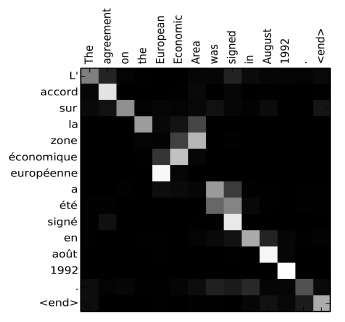 The agreement on the European Economic Area was signed in August 1992 . <end>
L'
accord
sur
la
zone
économique
européenne
a
été
signé
en
août
1992
.
<end>